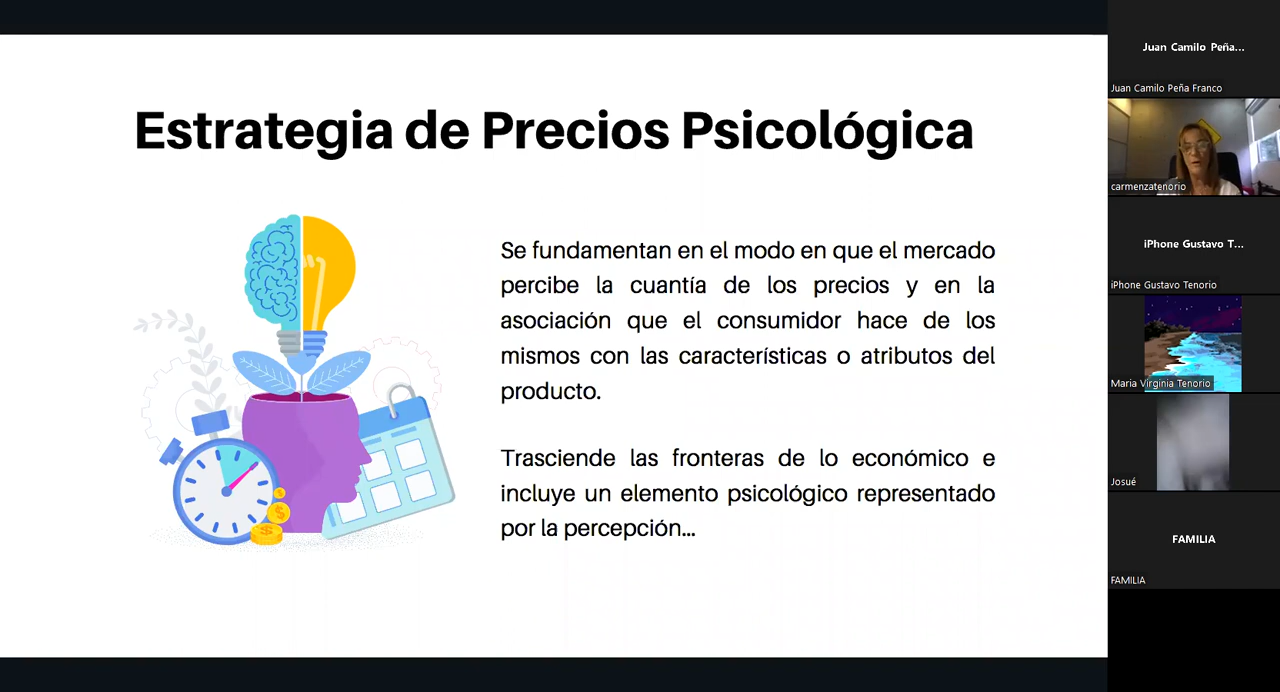 Estrategia de Precios Psicológica
Se fundamentan en el modo en que el mercado
percibe la cuantía de los precios y en la
asociación que el consumidor hace de los
mismos con las características o atributos del
producto.
Trasciende las fronteras de lo económico e
incluye un elemento psicológico representado
por la percepción...
Juan Camilo Peña...
Juan Camilo Peña Franco
carmenzatenorio
iPhone Gustavo T...
iPhone Gustavo Tenorio
Maria Virginia Tenorio
Josué
FAMILIA
FAMILIA